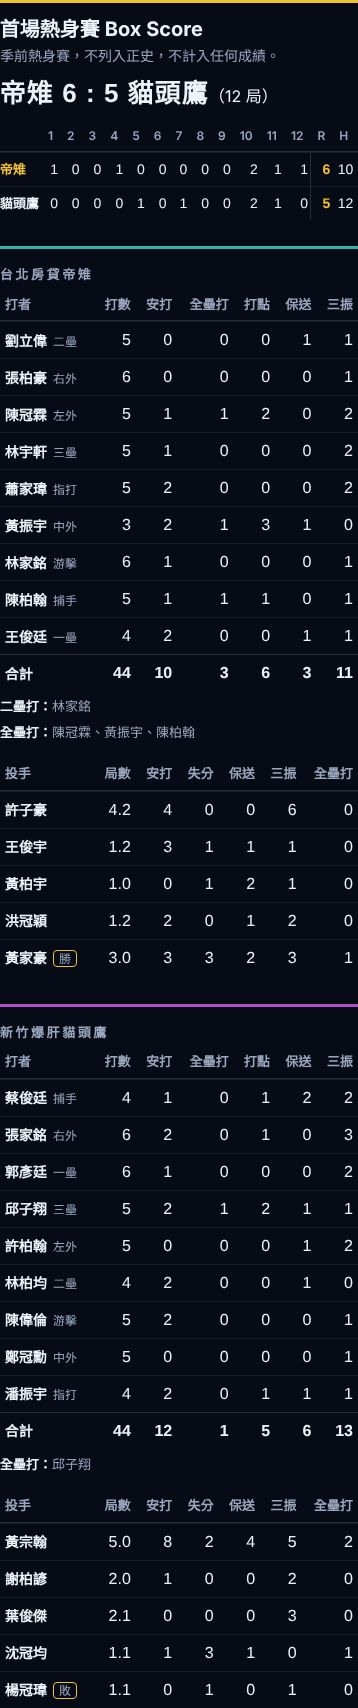 首場熱身賽 Box Score
季前熱身賽，不列入正史，不計入任何成績。
帝雉 6 : 5 貓頭鷹（12 局）
1 2 3 4 5 6 7 8 9 10 11 12 R H
帝雉 1 0 0 1 0 0 0 0 0 2 1 1 6 10
貓頭鷹 0 0 0 0 1 0 1 0 0 2 1 0 5 12
台北房貸帝雉
打者 打數 安打 全壘打 打點 保送 三振
劉立偉 二壘 5 0 0 0 1 1
張柏豪 右外 6 0 0 0 0 1
陳冠霖 左外 5 1 1 2 0 2
林宇軒 三壘 5 1 0 0 0 2
蕭家瑋 指打 5 2 0 0 0 2
黃振宇 中外 3 2 1 3 1 0
林家銘 游擊 6 1 0 0 0 1
陳柏翰 捕手 5 1 1 1 0 1
王俊廷 一壘 4 2 0 0 1 1
合計 44 10 3 6 3 11
二壘打：林家銘
全壘打：陳冠霖、黃振宇、陳柏翰
投手 局數 安打 失分 保送 三振 全壘打
許子豪 4.2 4 0 0 6 0
王俊宇 1.2 3 1 1 1 0
黃柏宇 1.0 0 1 2 1 0
洪冠穎 1.2 2 0 1 2 0
黃家豪 勝 3.0 3 3 2 3 1
新竹爆肝貓頭鷹
打者 打數 安打 全壘打 打點 保送 三振
蔡俊廷 捕手 4 1 0 1 2 2
張家銘 右外 6 2 0 1 0 3
郭彥廷 一壘 6 1 0 0 0 2
邱子翔 三壘 5 2 1 2 1 1
許柏翰 左外 5 0 0 0 1 2
林柏均 二壘 4 2 0 0 1 0
陳偉倫 游擊 5 2 0 0 0 1
鄭冠勳 中外 5 0 0 0 0 1
潘振宇 指打 4 2 0 1 1 1
合計 44 12 1 5 6 13
全壘打：邱子翔
投手 局數 安打 失分 保送 三振 全壘打
黃宗翰 5.0 8 2 4 5 2
謝柏諺 2.0 1 0 0 2 0
葉俊傑 2.1 0 0 0 3 0
沈冠均 1.1 1 3 1 0 1
楊冠瑋 敗 1.1 0 1 0 1 0